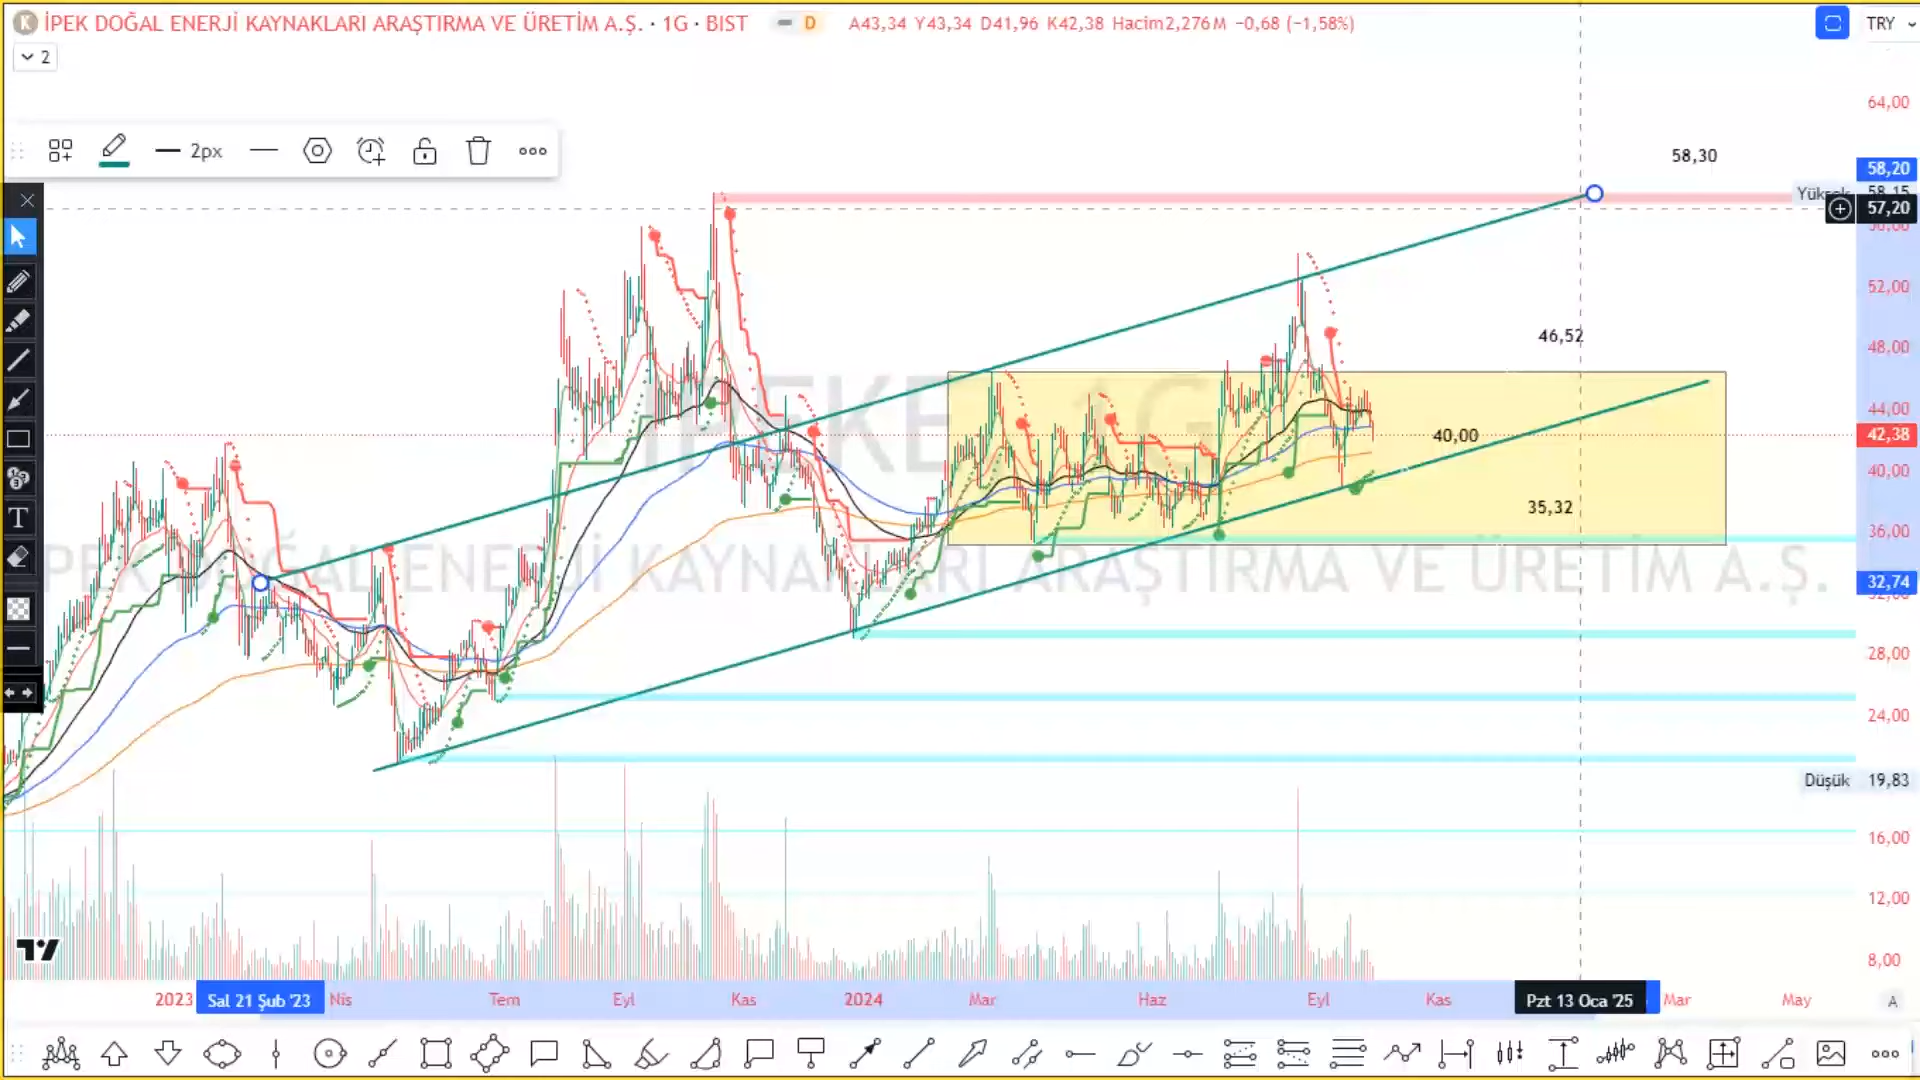 K İPEK DOĞAL ENERJİ KAYNAKLARI ARAŞTIRMA VE ÜRETİM A.Ş. · 1G · BIST D A43,34 Y43,34 D41,96 K42,38 Hacim2,276M −0,68 (−1,58%) TRY
2
64,00
2px
58,30
58,20
Yüksek 58,15
57,20
52,00
48,00
46,52
44,00
42,38
40,00
40,00
35,32
36,00
IPEKE, 1G
İPEK DOĞAL ENERJİ KAYNAKLARI ARAŞTIRMA VE ÜRETİM A.Ş.
32,74
28,00
24,00
Düşük 19,83
16,00
12,00
8,00
2023 Sal 21 Şub '23 Nis Tem Eyl Kas 2024 Mar Haz Eyl Kas Pzt 13 Oca '25 Mar May A